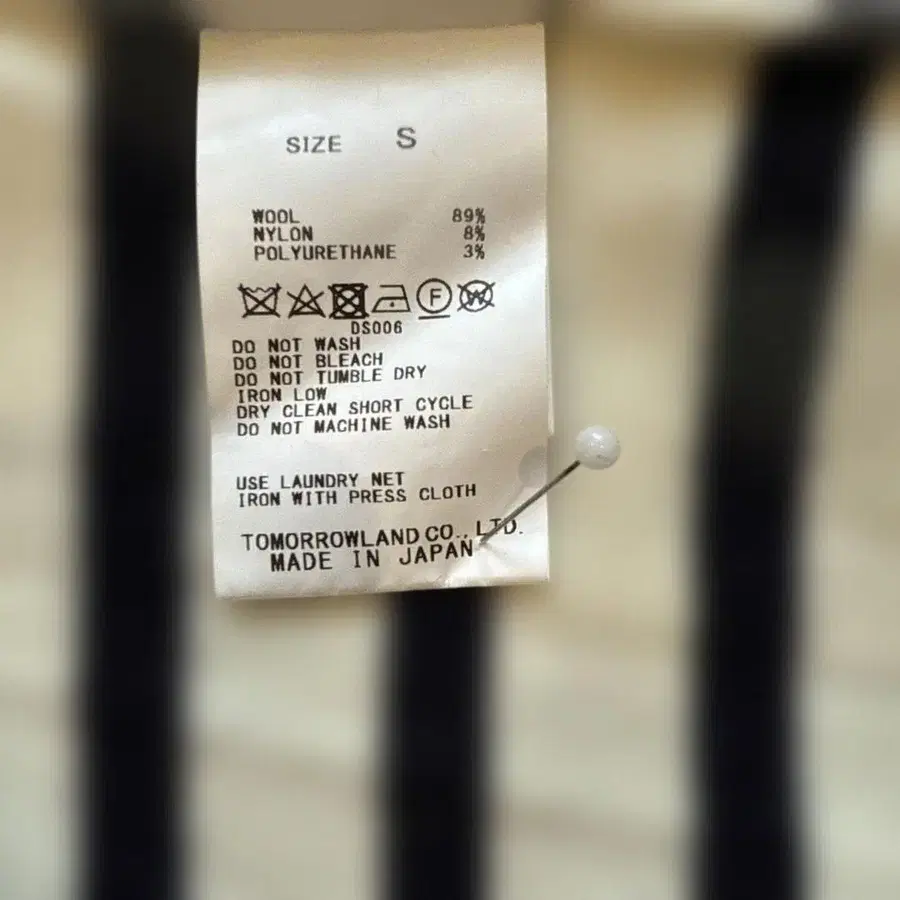 SIZE S
WOOL 89%
NYLON 8%
POLYURETHANE 3%
F W
DS006
DO NOT WASH
DO NOT BLEACH
DO NOT TUMBLE DRY
IRON LOW
DRY CLEAN SHORT CYCLE
DO NOT MACHINE WASH
USE LAUNDRY NET
IRON WITH PRESS CLOTH
TOMORROWLAND CO., LTD.
MADE IN JAPAN